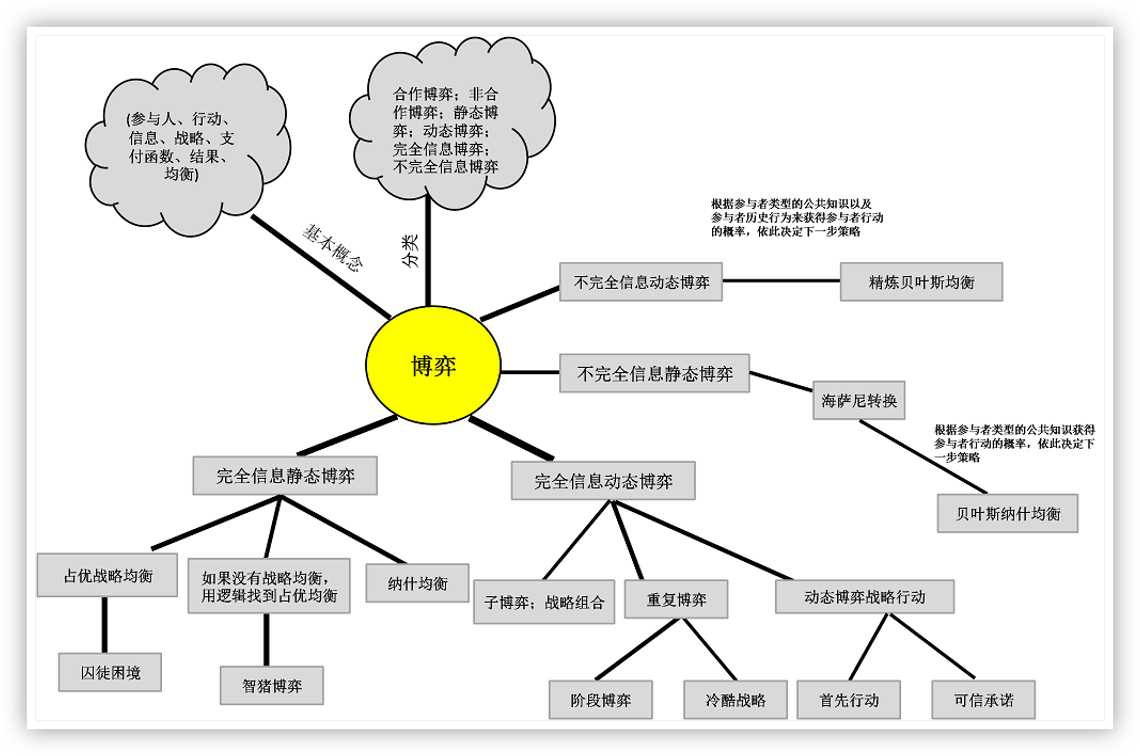 (参与人、行动、
信息、战略、支
付函数、结果、
均衡)
合作博弈；非合
作博弈；静态博
弈；动态博弈；
完全信息博弈；
不完全信息博弈
基本概念
分类
根据参与者类型的公共知识以及
参与者历史行为来获得参与者行动
的概率，依此决定下一步策略
不完全信息动态博弈
精炼贝叶斯均衡
博弈
不完全信息静态博弈
海萨尼转换
根据参与者类型的公共知识获得
参与者行动的概率，依此决定下
一步策略
贝叶斯纳什均衡
完全信息静态博弈
完全信息动态博弈
占优战略均衡
如果没有战略均衡，
用逻辑找到占优均衡
纳什均衡
子博弈；战略组合
重复博弈
动态博弈战略行动
囚徒困境
智猪博弈
阶段博弈
冷酷战略
首先行动
可信承诺